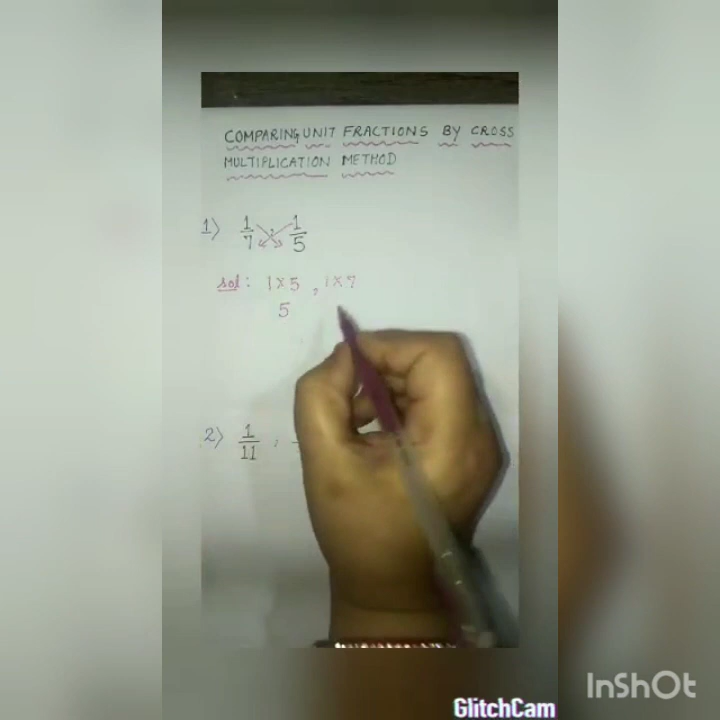 COMPARING UNIT FRACTIONS BY CROSS
MULTIPLICATION METHOD
1) 1/7 , 1/5
sol: 1 × 5 , 1 × 7
5
2) 1/11 ,
InShOt
GlitchCam